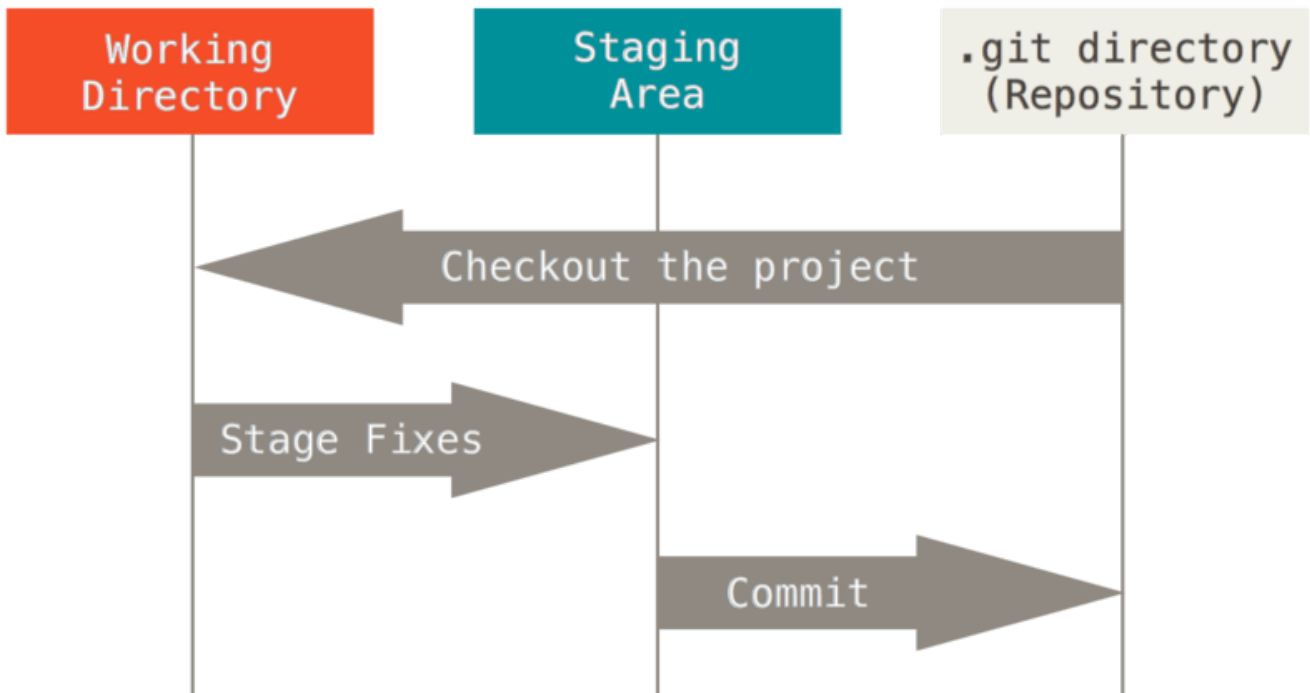 Working
Directory
Staging
Area
.git directory
(Repository)
Checkout the project
Stage Fixes
Commit